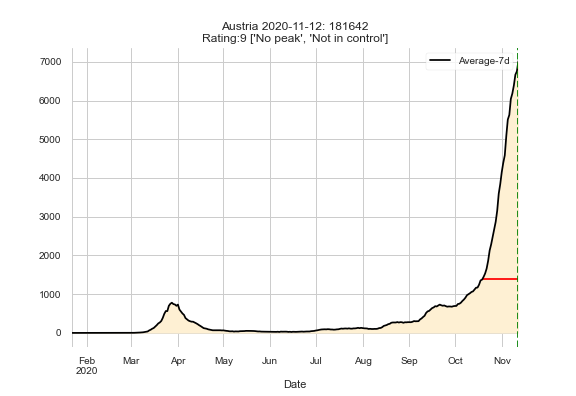 Austria 2020-11-12: 181642
Rating:9 ['No peak', 'Not in control']
Average-7d
7000
6000
5000
4000
3000
2000
1000
0
Feb Mar Apr May Jun Jul Aug Sep Oct Nov
2020
Date